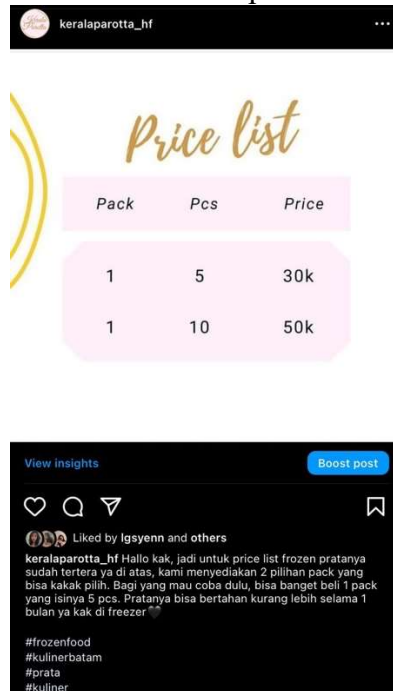 keralaparotta_hf
Price list
Pack Pcs Price
1 5 30k
1 10 50k
View insights
Boost post
Liked by lgsyenn and others
keralaparotta_hf Hallo kak, jadi untuk price list frozen pratanya
sudah tertera ya di atas, kami menyediakan 2 pilihan pack yang
bisa kakak pilih. Bagi yang mau coba dulu, bisa banget beli 1 pack
yang isinya 5 pcs. Pratanya bisa bertahan kurang lebih selama 1
bulan ya kak di freezer🖤
#frozenfood
#kulinerbatam
#prata
#kuliner